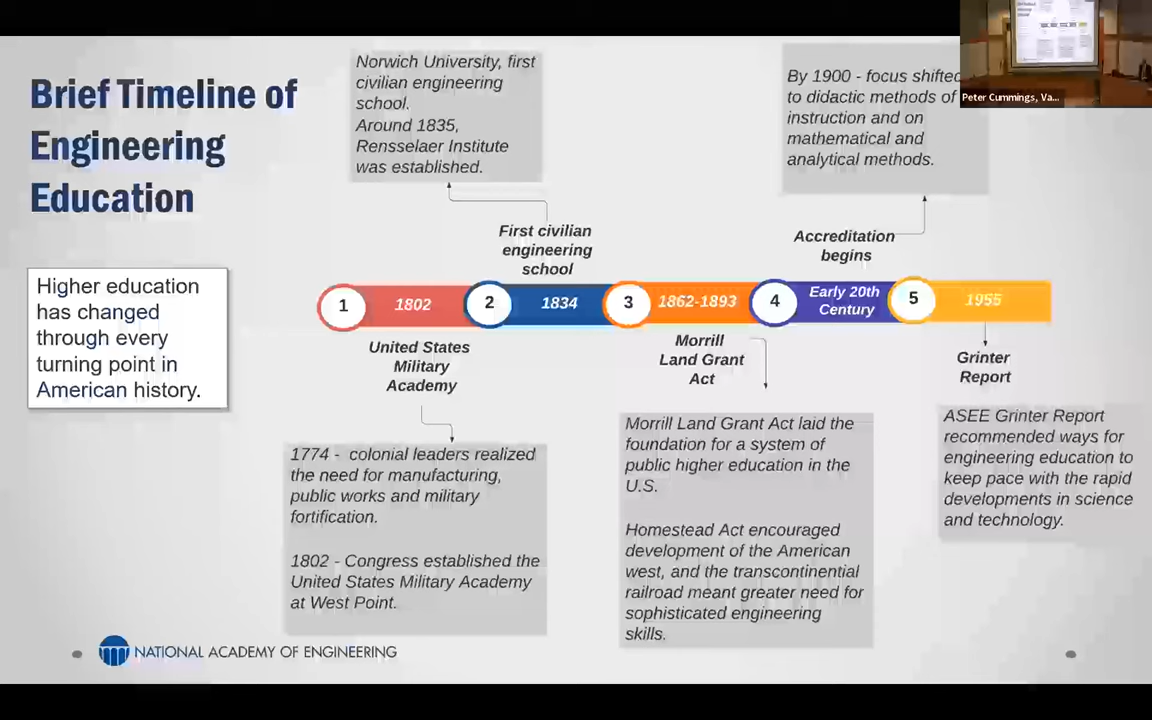 Brief Timeline of
Engineering
Education
Higher education
has changed
through every
turning point in
American history.
Norwich University, first
civilian engineering
school.
Around 1835,
Rensselaer Institute
was established.
First civilian
engineering
school
By 1900 - focus shifted
to didactic methods of
instruction and on
mathematical and
analytical methods.
Peter Cummings, Va...
Accreditation
begins
1
1802
2
1834
3
1862-1893
4
Early 20th
Century
5
1955
United States
Military
Academy
1774 - colonial leaders realized
the need for manufacturing,
public works and military
fortification.
1802 - Congress established the
United States Military Academy
at West Point.
Morrill
Land Grant
Act
Morrill Land Grant Act laid the
foundation for a system of
public higher education in the
U.S.
Homestead Act encouraged
development of the American
west, and the transcontinental
railroad meant greater need for
sophisticated engineering
skills.
Grinter
Report
ASEE Grinter Report
recommended ways for
engineering education to
keep pace with the rapid
developments in science
and technology.
NATIONAL ACADEMY OF ENGINEERING